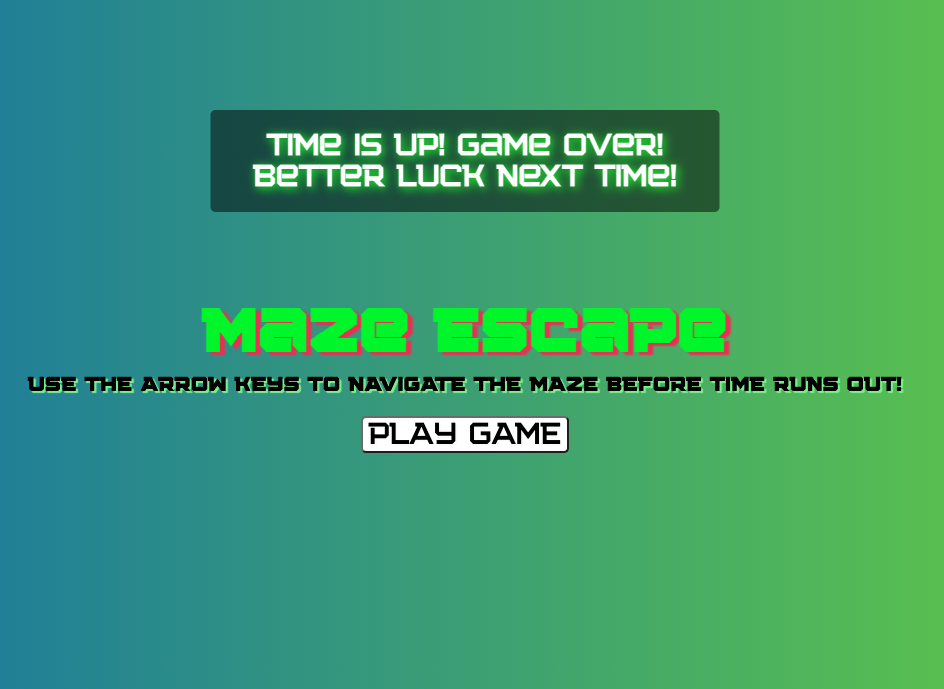 TIME IS UP! GAME OVER!
BETTER LUCK NEXT TIME!
Maze Escape
USE THE ARROW KEYS TO NAVIGATE THE MAZE BEFORE TIME RUNS OUT!
PLAY GAME